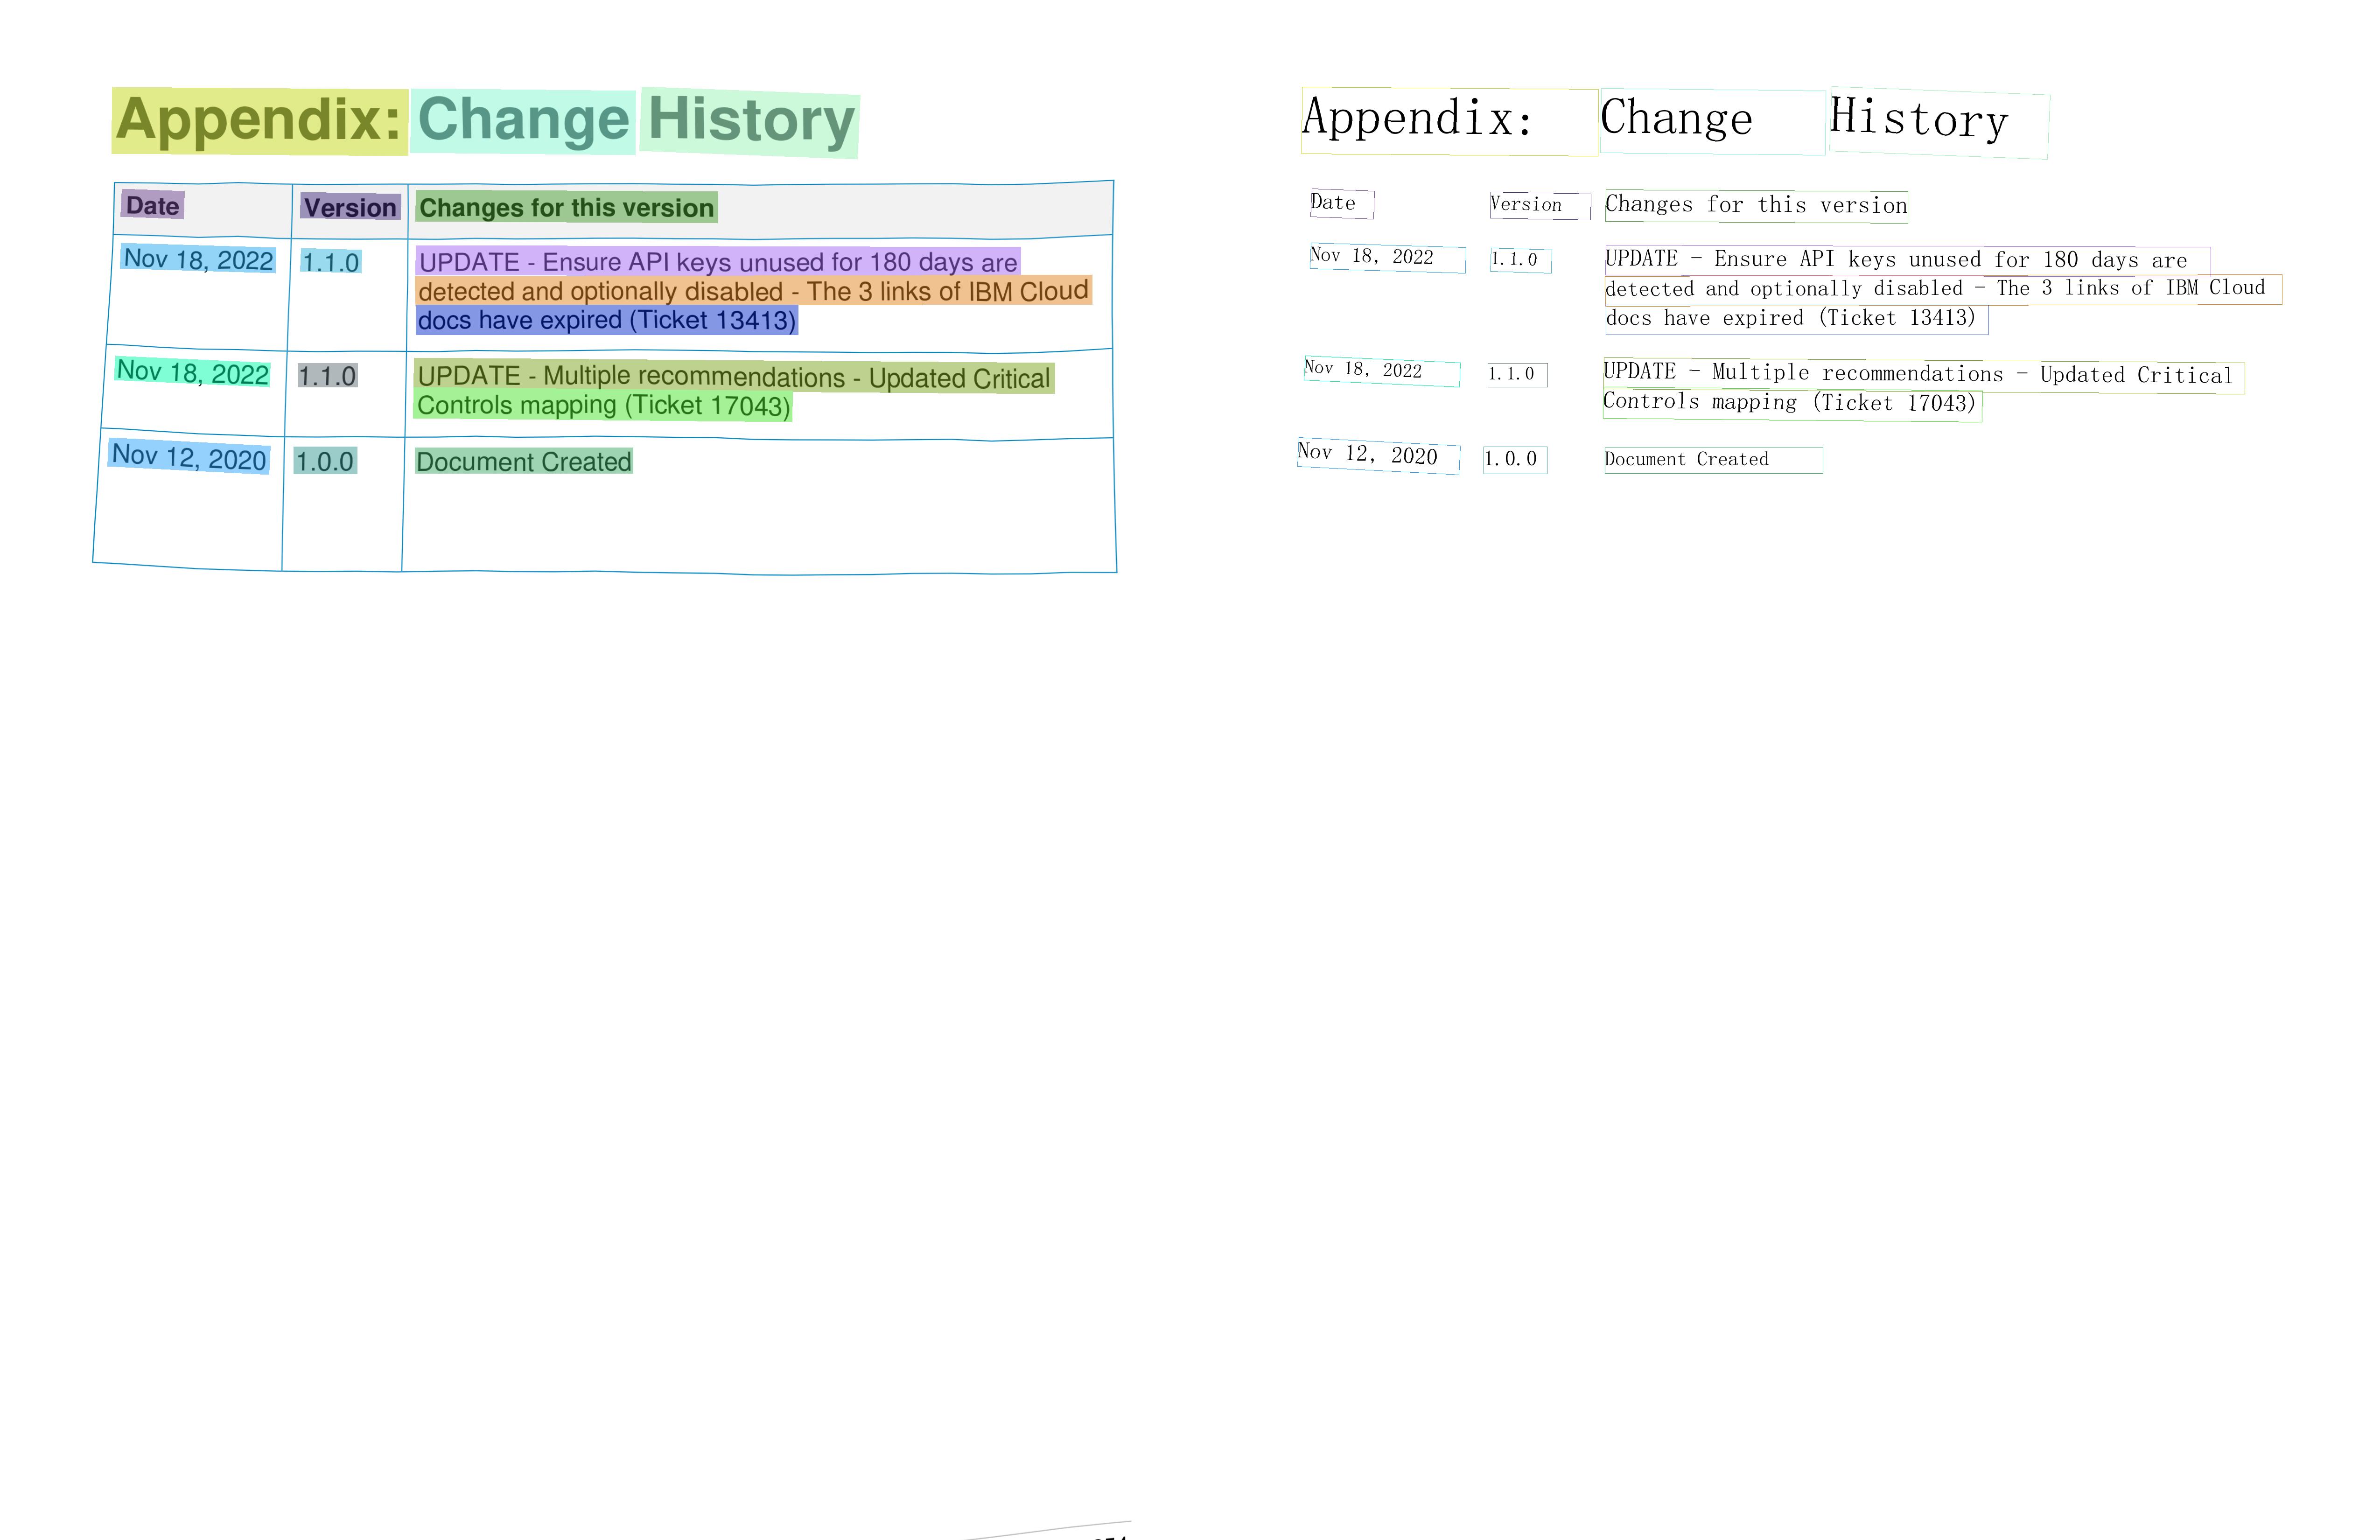 Appendix: Change History
Date Version Changes for this version
Nov 18, 2022 1.1.0 UPDATE - Ensure API keys unused for 180 days are
detected and optionally disabled - The 3 links of IBM Cloud
docs have expired (Ticket 13413)
Nov 18, 2022 1.1.0 UPDATE - Multiple recommendations - Updated Critical
Controls mapping (Ticket 17043)
Nov 12, 2020 1.0.0 Document Created
Appendix: Change History
Date Version Changes for this version
Nov 18, 2022 1.1.0 UPDATE - Ensure API keys unused for 180 days are
detected and optionally disabled - The 3 links of IBM Cloud
docs have expired (Ticket 13413)
Nov 18, 2022 1.1.0 UPDATE - Multiple recommendations - Updated Critical
Controls mapping (Ticket 17043)
Nov 12, 2020 1.0.0 Document Created